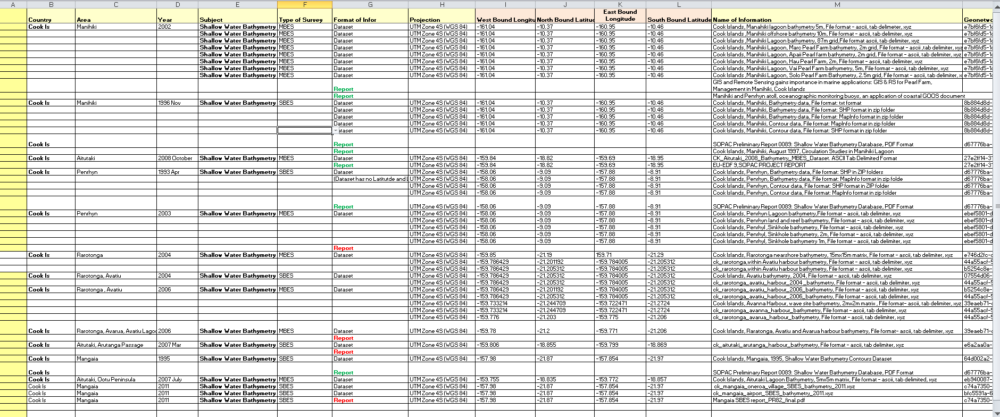 A B C D E F G H I J K L M
East Bound
Country Area Year Subject Type of Survey Format of Infor Projection West Bound Longitu North Bound Latitud Longitude South Bound Latitude Name of Information Geonetwo
Cook Is Manihiki 2002 Shallow Water Bathymetry MBES Dataset UTM Zone 4S (WGS 84) -161.04 -10.37 -160.95 -10.46 Cook Islands, Manahiki lagoon bathymetry 5m, File format - ascii, tab delimeter, xyz e7bf6fd5-1
Shallow Water Bathymetry MBES Dataset UTM Zone 4S (WGS 84) -161.04 -10.37 -160.95 -10.46 Cook Islands ,Manihiki offshore bathymetry 10m, File format - ascii, tab delimiter, xyz e7bf6fd5-1
Shallow Water Bathymetry MBES Dataset UTM Zone 4S (WGS 84) -161.04 -10.37 -160.95 -10.46 Cook Islands, Manihiki Lagoon bathymetry, 87m grid,File format ascii, tab delimiter, xyz e7bf6fd5-1
Shallow Water Bathymetry MBES Dataset UTM Zone 4S (WGS 84) -161.04 -10.37 -160.95 -10.46 Cook Islands, Manihiki Lagoon, Marc Pearl Farm bathymetry, 2m grid, File format - ascii ,tab delimiter, xyz e7bf6fd5-1
Shallow Water Bathymetry MBES Dataset UTM Zone 4S (WGS 84) -161.04 -10.37 -160.95 -10.46 Cook Islands, Manihiki Lagoon, Apaii Pearl farm bathymetry, 2m grid, File format - ascii, tab delimiter, xyz e7bf6fd5-1
Shallow Water Bathymetry MBES Dataset UTM Zone 4S (WGS 84) -161.04 -10.37 -160.95 -10.46 Cook Islands, Manihiki Lagoon, Hau Pearl Farm, 2m, File format - ascii, tab delimiter, xyz e7bf6fd5-1
Shallow Water Bathymetry MBES Dataset UTM Zone 4S (WGS 84) -161.04 -10.37 -160.95 -10.46 Cook Islands, Manihiki Lagoon, Vai Pearl Farm bathymetry, 5m, File format - ascii, tab delimiter, xyz e7bf6fd5-1
Shallow Water Bathymetry MBES Dataset UTM Zone 4S (WGS 84) -161.04 -10.37 -160.95 -10.46 Cook Islands, Manihiki Lagoon, Solo Pearl Farm Bathymetry, 2.5m grid, File format - ascii, tab delimiter, x e7bf6fd5-1
GIS and Remote Sensing gains importance in marine applications: GIS & RS for Pearl Farm,
Report Management in Manihiki, Cook Islands
Report Manihiki and Penrhyn atoll, oceanographic monitoring buoys, an application of coastal GOOS document
Cook Is Manihiki 1996 Nov Shallow Water Bathymetry SBES Dataset UTM Zone 4S (WGS 84) -161.04 -10.37 -160.95 -10.46 Cook Islands, Manihiki, Bathymetry data, File format: txt format 8b884d8d-
Dataset UTM Zone 4S (WGS 84) -161.04 -10.37 -160.95 -10.46 Cook Islands, Manihiki, Bathymetry data, File format: SHP format in zip folder 8b884d8d-
Dataset UTM Zone 4S (WGS 84) -161.04 -10.37 -160.95 -10.46 Cook Islands, Manihiki, Bathymetry data, File format: MapInfo format in zip folder 8b884d8d-
Dataset UTM Zone 4S (WGS 84) -161.04 -10.37 -160.95 -10.46 Cook Islands, Manihiki, Contour data, File format: MapInfo format in zip folder 8b884d8d-
ataset UTM Zone 4S (WGS 84) -161.04 -10.37 -160.95 -10.46 Cook Islands, Manihiki, Contour data, File format: SHP format in zip folder 8b884d8d-
Cook Is Report SOPAC Preliminary Report 0089: Shallow Water Bathymetry Database, PDF Format d67776ba-
Report Cook Islands, Manihiki, August 1997, Circulation Studies in Manihiki Lagoon
Cook Is Aitutaki 2008 October Shallow Water Bathymetry MBES Dataset UTM Zone 4S (WGS 84) -159.84 -18.82 -159.69 -18.95 CK_Aitutaki_2008_Bathymetry_MBES_Dataset. ASCII Tab Delimited Format 27e2ff14-3
Report UTM Zone 4S (WGS 84) -159.84 -18.82 -159.69 -18.95 EU-EDF 9,SOPAC PROJECT REPORT 27e2ff14-3
Cook Is Penrhyn 1993 Apr Shallow Water Bathymetry SBES Dataset UTM Zone 4S (WGS 84) -158.06 -9.09 -157.88 -8.91 Cook Islands, Penrhyn, Bathymetry data, File format: SHP in ZIP folders d67776ba-
(Dataset has no Latitutde and L UTM Zone 4S (WGS 84) -158.06 -9.09 -157.88 -8.91 Cook Islands, Penrhyn, Bathymetry data, File format: MapInfo format in zip folder d67776ba-
UTM Zone 4S (WGS 84) -158.06 -9.09 -157.88 -8.91 Cook Islands, Penrhyn, Contour data, File format: SHP format in ZIP folder d67776ba-
UTM Zone 4S (WGS 84) -158.06 -9.09 -157.88 -8.91 Cook Islands, Penrhyn, Contour data, File format: MapInfo format in zip folder d67776ba-
Report UTM Zone 4S (WGS 84) -158.06 -9.09 -157.88 -8.91 SOPAC Preliminary Report 0089: Shallow Water Bathymetry Database, PDF Format d67776ba-
Cook Is Penrhyn 2003 Shallow Water Bathymetry MBES Dataset UTM Zone 4S (WGS 84) -158.06 -9.09 -157.88 -8.91 Cook Islands, Penrhyn Lagoon bathymetry,File format - ascii, tab delimiter, xyz ebef5801-d
UTM Zone 4S (WGS 84) -158.06 -9.09 -157.88 -8.91 Cook Islands, Penrhyn land and reef bathymetry, File format - ascii, tab delimiter, xyz ebef5801-d
UTM Zone 4S (WGS 84) -158.06 -9.09 -157.88 -8.91 Cook Islands, Penrhyl ,Sinkhole bathymetry, File format - ascii, tab delimiter, xyz ebef5801-d
UTM Zone 4S (WGS 84) -158.06 -9.09 -157.88 -8.91 Cook Islands, Penrhyl, Sinkhole bathymetry, 2m, File format - ascii, tab delimiter, xyz ebef5801-d
UTM Zone 4S (WGS 84) -158.06 -9.09 -157.88 -8.91 Cook Islands, Penrhyl, Sinkhole bathymetry 1m, File format - ascii, tab delimiter, xyz ebef5801-d
Report
Cook Is Rarotonga 2004 Shallow Water Bathymetry MBES Dataset UTM Zone 4S (WGS 84) -159.85 -21.19 159.71 -21.29 Cook Islands, Rarotonga nearshore bathymetry, 15mx15m matrix, File format - ascii, tab delimiter, xyz e746d2fc-
UTM Zone 4S (WGS 84) -159.786429 -21.201192 -159.784005 -21.205312 ck_rarotonga,within Avatiu harbour bathymetry, File format - ascii, tab delimiter, xyz 44a55acf-5
UTM Zone 4S (WGS 84) -159.786429 -21.205312 -159.784005 -21.205312 ck_rarotonga,within Avatiu harbour bathymetry, File format - ascii, tab delimiter, xyz b5254c8e-
Cook Is Rarotonga, Avatiu 2004 Shallow Water Bathymetry SBES Dataset UTM Zone 4S (WGS 84) -159.786429 -21.205312 -159.784005 -21.205312 Cook Islands, Avatiu bathymetry, 2004, File format - ascii, tab delimiter, xyz 07554d06-
UTM Zone 4S (WGS 84) -159.786429 -21.205312 -159.784005 -21.205312 ck_rarotonga_avatiu_harbour_2004_bathymetry, File format - ascii, tab delimiter, xyz 44a55acf-5
Cook Is Rarotonga , Avatiu 2006 Shallow Water Bathymetry MBES Dataset UTM Zone 4S (WGS 84) -159.786429 -21.201192 -159.784005 -21.205312 ck_rarotonga_avatiu_harbour_2006_bathymetry, File format - ascii, tab delimiter, xyz b5254c8e-
UTM Zone 4S (WGS 84) -159.786429 -21.205312 -159.784005 -21.205312 ck_rarotonga_avatiu_harbour_2006_bathymetry, File format - ascii, tab delimiter, xyz 44a55acf-5
UTM Zone 4S (WGS 84) -159.733214 -21.244709 -159.722471 -21.2724 Cook Islands, Avanna Harbour, wave site bathymetry, 2mx2m matrix , File format- ascii, tab delimiter, xyz 39eaeb71-
UTM Zone 4S (WGS 84) -159.733214 -21.244709 -159.722471 -21.2724 ck_rarotonga_avanna_harbour_bathymetry, File format - ascii, tab delimiter, xyz 44a55acf-5
UTM Zone 4S (WGS 84) -159.776 -21.203 -159.775 -21.206 ck_rarotonga_avarua_harbour_bathymetry, File format - ascii, tab delimiter, xyz 44a55acf-5
Cook Is Rarotonga, Avarua, Avatiu Lagoo 2006 Shallow Water Bathymetry MBES Dataset UTM Zone 4S (WGS 84) -159.78 -21.2 -159.771 -21.206 Cook Islands, Raratonga, Avatiu and Avarua harbour bathymetry, File format- ascii, tab delimiter, xyz 39eaeb71-
Report
Cook Is Aitutaki, Arutanga Passage 2007 Mar Shallow Water Bathymetry SBES Dataset UTM Zone 4S (WGS 84) -159.806 -18.855 -159.799 -18.869 ck_aitutaki_arutanga_harbour_bathymetry, File format - ascii, tab delimiter, xyz e6a2aa0a-
Report
Cook Is Mangaia 1995 Shallow Water Bathymetry SBES Dataset UTM Zone 4S (WGS 84) -157.98 -21.87 -157.854 -21.97 Cook Islands, Mangaia, 1995, Shallow Water Bathymetry Contours Dataset 64d002a2-
Cook Is Report SOPAC Preliminary Report 0089: Shallow Water Bathymetry Database, PDF Format d67776ba-
Cook Is Aitutaki, Ootu Peninsula 2007 July Shallow Water Bathymetry MBES Dataset UTM Zone 4S (WGS 84) -159.755 -18.835 -159.772 -18.857 Cook Islands, Aitutaki Lagoon Bathymetry, 5mx5m matrix, File format - ascii, tab delimited, xyz eb940087-
Cook Is Mangaia 2011 Shallow Water Bathymetry SBES Dataset UTM Zone 4S (WGS 84) -157.98 -21.87 -157.854 -21.97 ck_mangaia_oneroa_village_SBES_bathymetry_2011.xyz c74a7350-
Cook Is Mangaia 2011 Shallow Water Bathymetry SBES Dataset UTM Zone 4S (WGS 84) -157.98 -21.87 -157.854 -21.97 ck_mangaia_airport_SBES_bathymetry_2011.xyz bfc5591a-6
Cook Is Mangaia 2011 Shallow Water Bathymetry SBES Report UTM Zone 4S (WGS 84) -157.98 -21.87 -157.854 -21.97 Mangaia SBES report_PR82_final.pdf c74a7350-